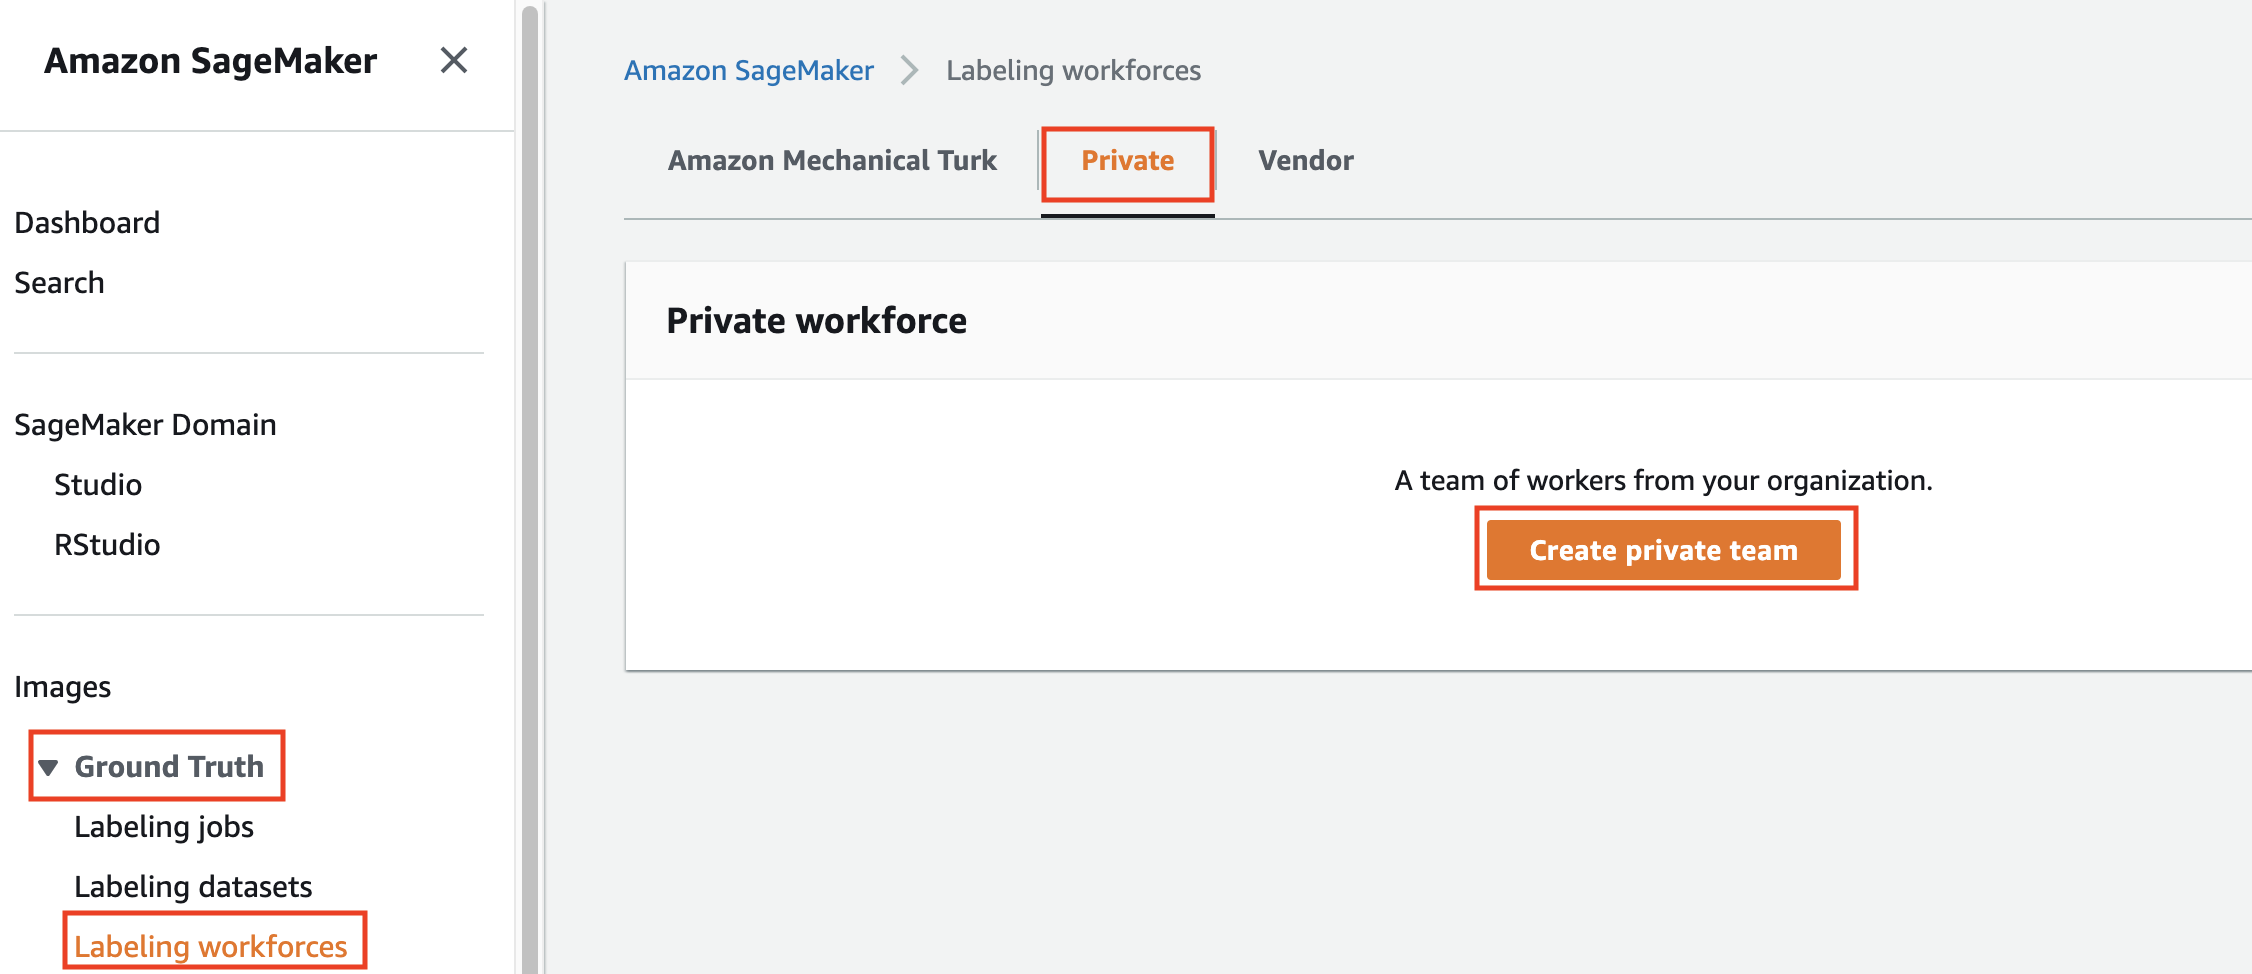 Amazon SageMaker
Dashboard
Search
SageMaker Domain
Studio
RStudio
Images
Ground Truth
Labeling jobs
Labeling datasets
Labeling workforces
Amazon SageMaker > Labeling workforces
Amazon Mechanical Turk Private Vendor
Private workforce
A team of workers from your organization.
Create private team